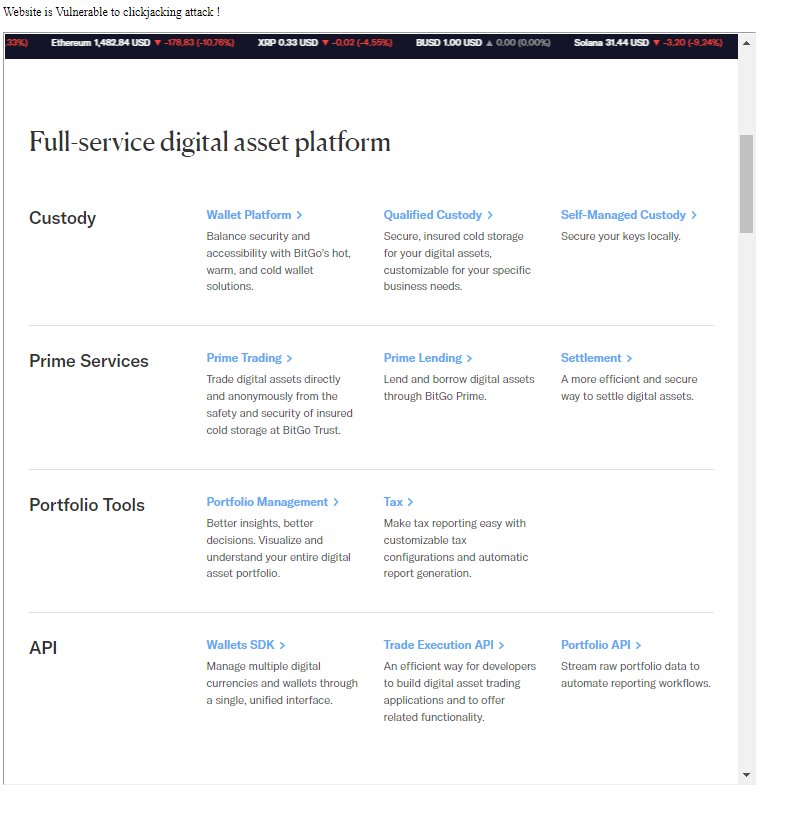 Website is Vulnerable to clickjacking attack !
33%) Ethereum 1,482.84 USD ▼ -178.83 (-10.76%) XRP 0.33 USD ▼ -0.02 (-4.55%) BUSD 1.00 USD ▲ 0.00 (0.00%) Solana 31.44 USD ▼ -3.20 (-9.24%)
Full-service digital asset platform
Custody
Wallet Platform >
Balance security and
accessibility with BitGo's hot,
warm, and cold wallet
solutions.
Qualified Custody >
Secure, insured cold storage
for your digital assets,
customizable for your specific
business needs.
Self-Managed Custody >
Secure your keys locally.
Prime Services
Prime Trading >
Trade digital assets directly
and anonymously from the
safety and security of insured
cold storage at BitGo Trust.
Prime Lending >
Lend and borrow digital assets
through BitGo Prime.
Settlement >
A more efficient and secure
way to settle digital assets.
Portfolio Tools
Portfolio Management >
Better insights, better
decisions. Visualize and
understand your entire digital
asset portfolio.
Tax >
Make tax reporting easy with
customizable tax
configurations and automatic
report generation.
API
Wallets SDK >
Manage multiple digital
currencies and wallets through
a single, unified interface.
Trade Execution API >
An efficient way for developers
to build digital asset trading
applications and to offer
related functionality.
Portfolio API >
Stream raw portfolio data to
automate reporting workflows.